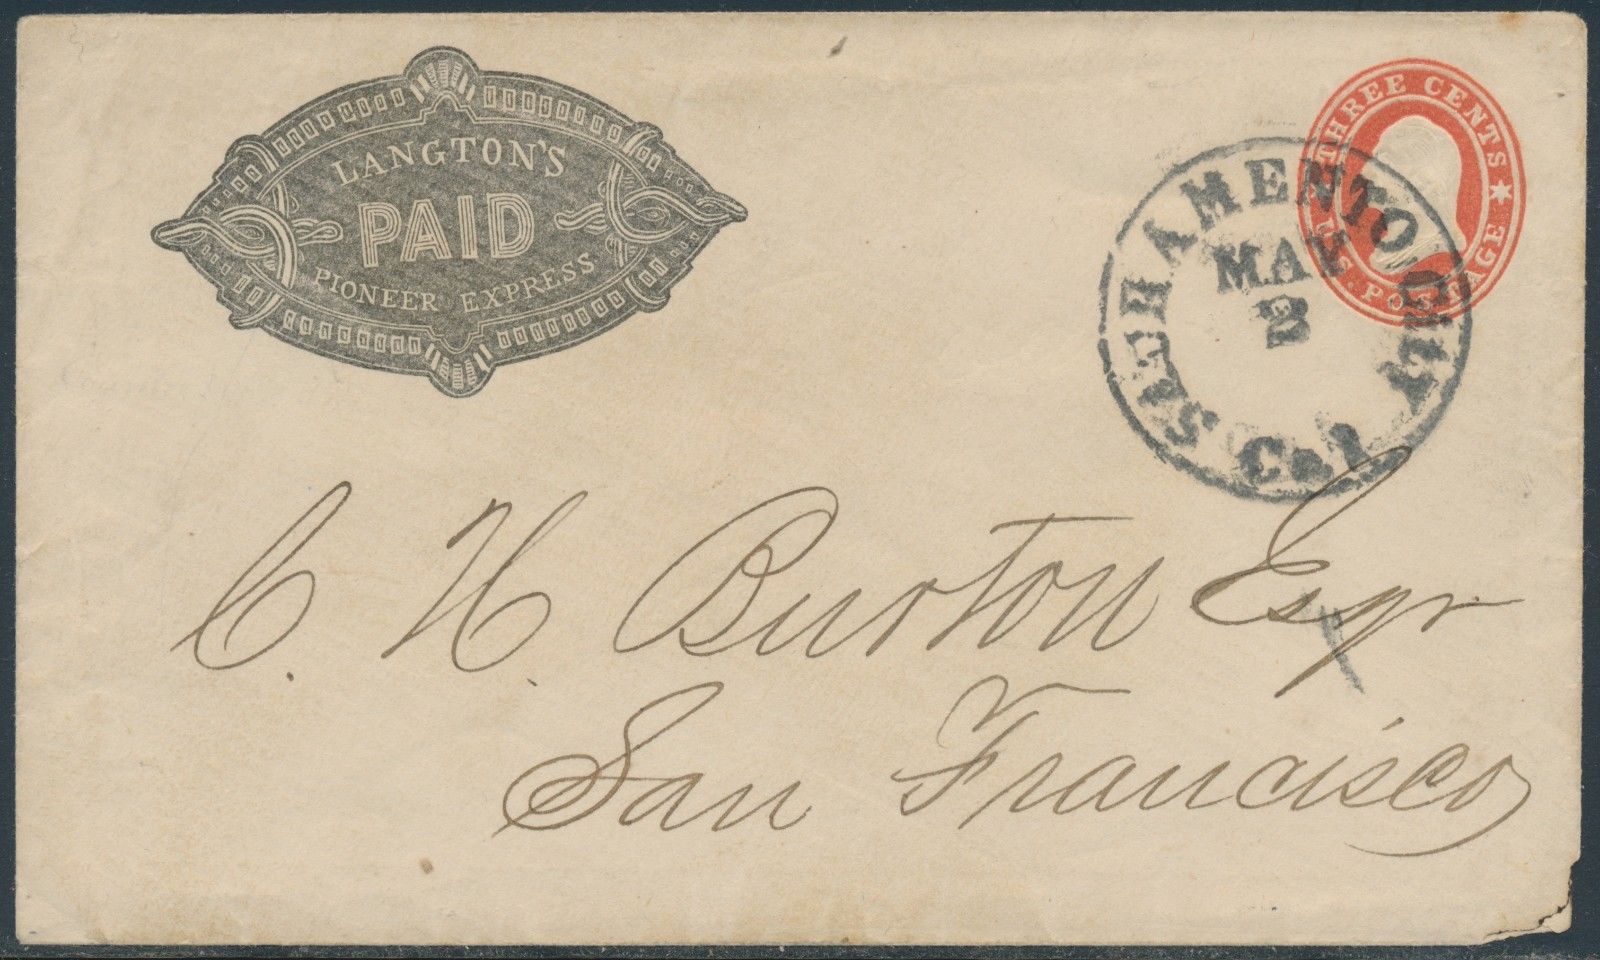 LANGTON'S
PAID
PIONEER EXPRESS
THREE CENTS
U.S. POSTAGE
SACRAMENTO CITY
MAY
2
Cal.
C. H. Burton Esqr
San Francisco